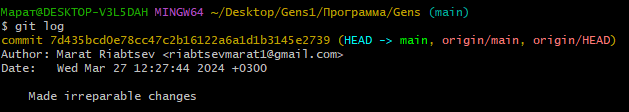 Марат@DESKTOP-V3L5DAH MINGW64 ~/Desktop/Gens1/Программа/Gens (main)
$ git log
commit 7d435bcd0e78cc47c2b16122a6a1d1b3145e2739 (HEAD -> main, origin/main, origin/HEAD)
Author: Marat Riabtsev <riabtsevmarat1@gmail.com>
Date:   Wed Mar 27 12:27:44 2024 +0300
    Made irreparable changes